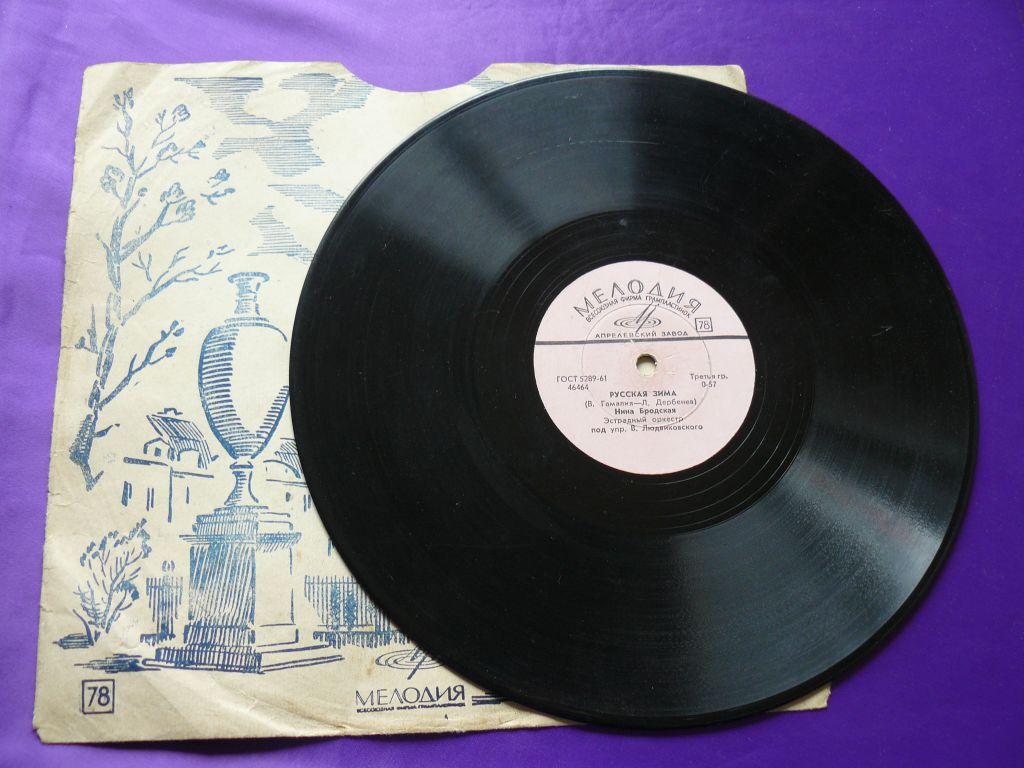 МЕЛОДИЯ
ВСЕСОЮЗНАЯ ФИРМА ГРАМПЛАСТИНОК
78
АПРЕЛЕВСКИЙ ЗАВОД
ГОСТ 5289-61
46464
Третья гр.
0-57
РУССКАЯ ЗИМА
(В. Гамалия—Л. Дербенев)
Нина Бродская
Эстрадный оркестр
под упр. В. Людвиковского
78
МЕЛОДИЯ
ВСЕСОЮЗНАЯ ФИРМА ГРАМПЛАСТИНОК